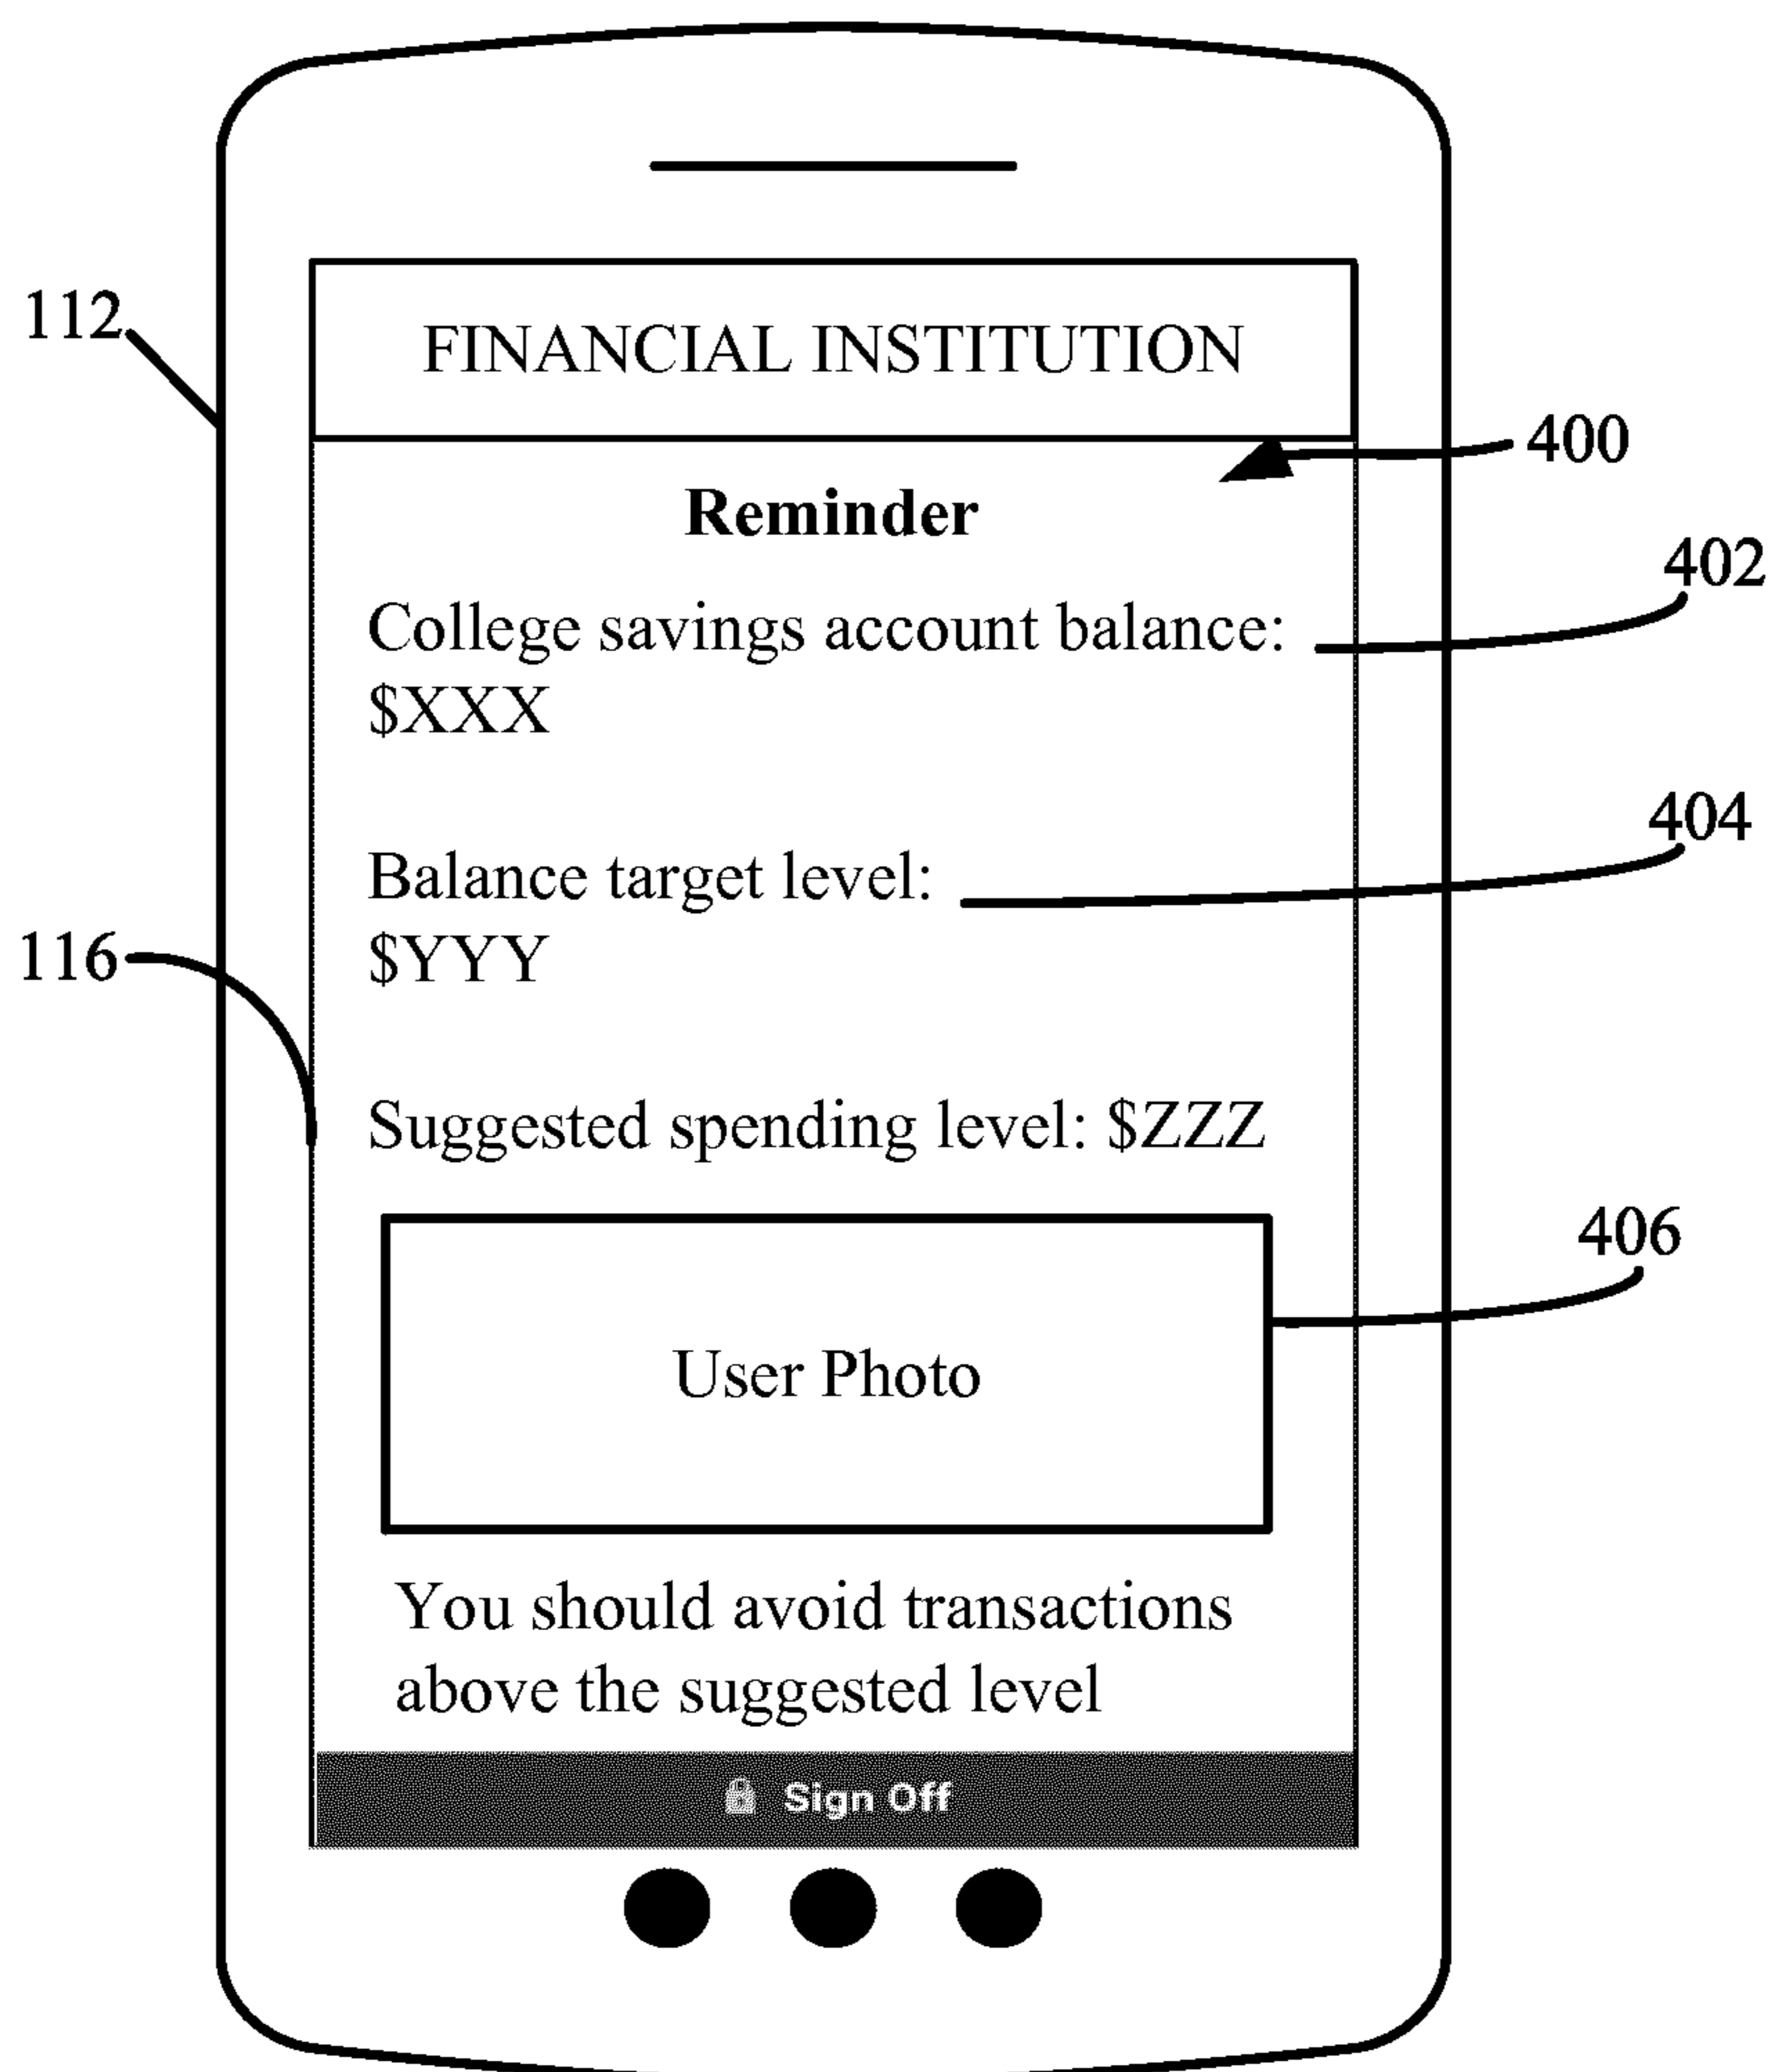 FINANCIAL INSTITUTION
112
400
Reminder
402
College savings account balance:
$XXX
404
Balance target level:
$YYY
116
Suggested spending level: $ZZZ
406
User Photo
You should avoid transactions
above the suggested level
Sign Off